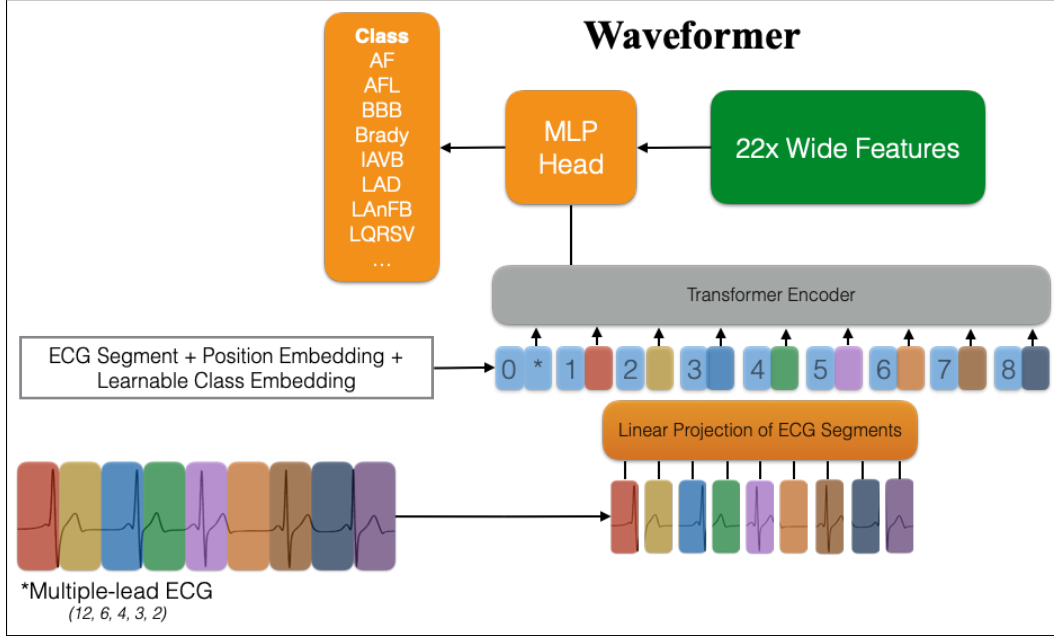 Waveformer
Class
AF
AFL
BBB
Brady
IAVB
LAD
LAnFB
LQRSV
...
MLP
Head
22x Wide Features
Transformer Encoder
ECG Segment + Position Embedding +
Learnable Class Embedding
0 * 1 2 3 4 5 6 7 8
Linear Projection of ECG Segments
*Multiple-lead ECG
(12, 6, 4, 3, 2)